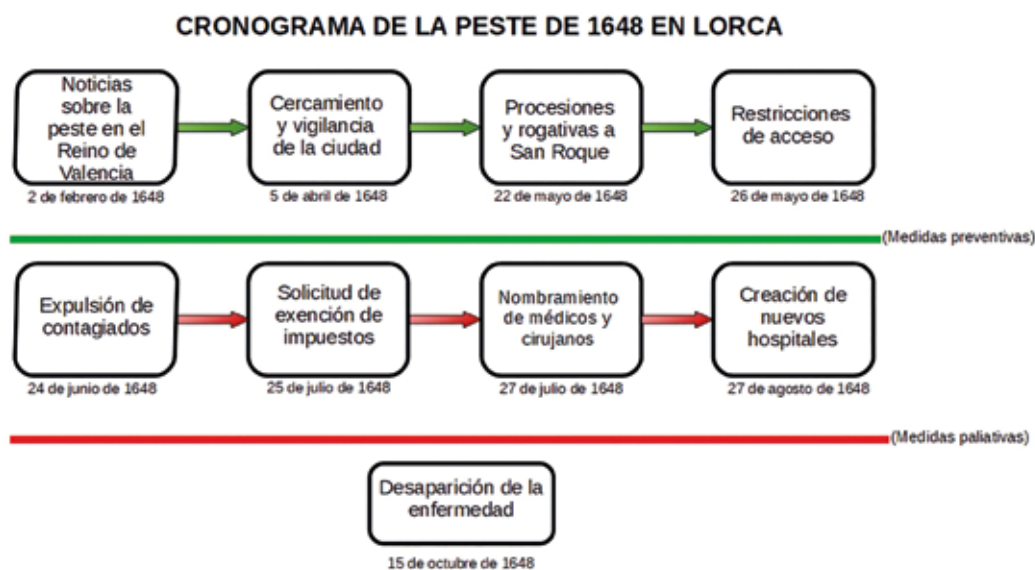 CRONOGRAMA DE LA PESTE DE 1648 EN LORCA
Noticias
sobre la
peste en el
Reino de
Valencia
2 de febrero de 1648
Cercamiento
y vigilancia
de la ciudad
5 de abril de 1648
Procesiones
y rogativas a
San Roque
22 de mayo de 1648
Restricciones
de acceso
26 de mayo de 1648
(Medidas preventivas)
Expulsión de
contagiados
24 de junio de 1648
Solicitud de
exención de
impuestos
25 de julio de 1648
Nombramiento
de médicos y
cirujanos
27 de julio de 1648
Creación de
nuevos
hospitales
27 de agosto de 1648
(Medidas paliativas)
Desaparición de la
enfermedad
15 de octubre de 1648